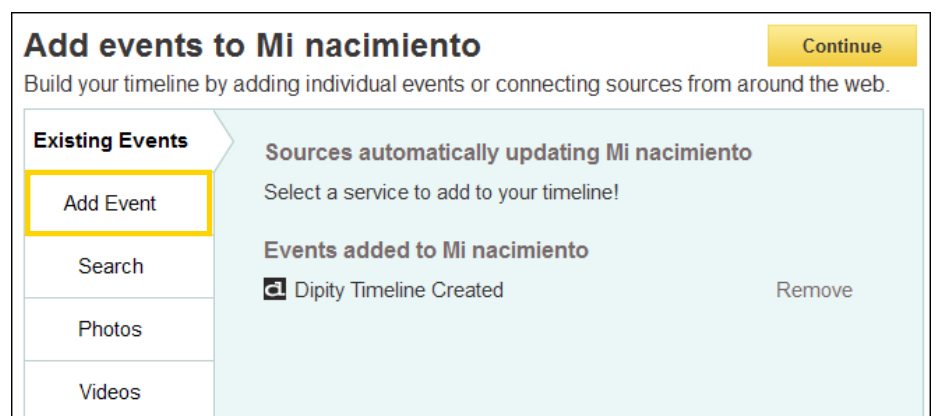 Add events to Mi nacimiento
Continue
Build your timeline by adding individual events or connecting sources from around the web.
Existing Events
Add Event
Search
Photos
Videos
Sources automatically updating Mi nacimiento
Select a service to add to your timeline!
Events added to Mi nacimiento
Dipity Timeline Created
Remove